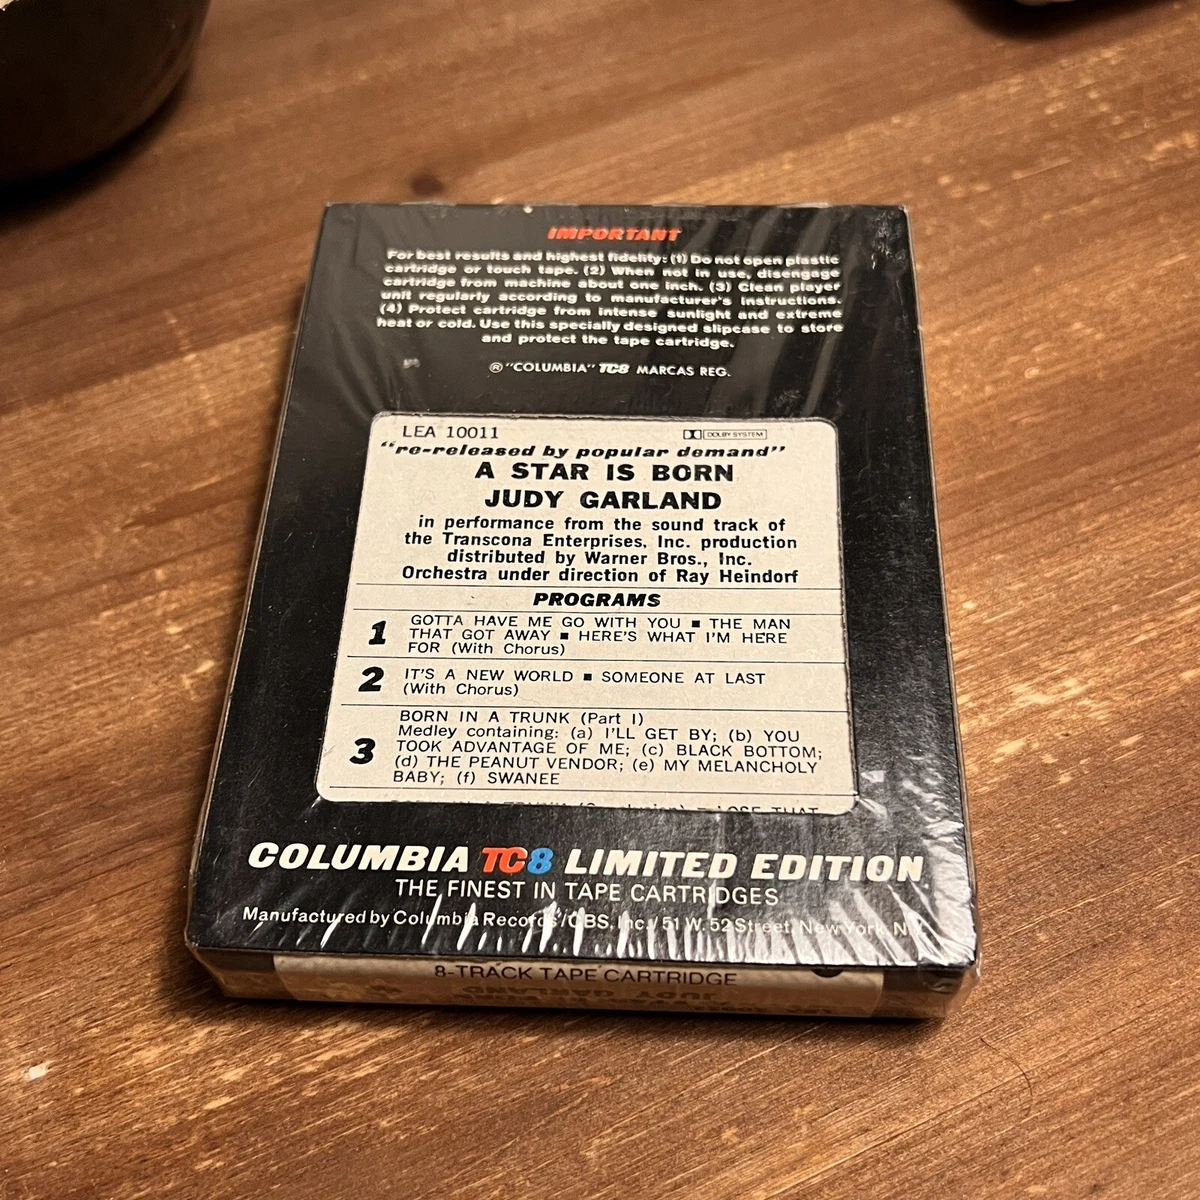 IMPORTANT
For best results and highest fidelity: (1) Do not open plastic
cartridge or touch tape. (2) When not in use, disengage
cartridge from machine about one inch. (3) Clean player
unit regularly according to manufacturer's instructions.
(4) Protect cartridge from intense sunlight and extreme
heat or cold. Use this specially designed slipcase to store
and protect the tape cartridge.
® "COLUMBIA" TC8 MARCAS REG.
LEA 10011
DOLBY SYSTEM
"re-released by popular demand"
A STAR IS BORN
JUDY GARLAND
in performance from the sound track of
the Transcona Enterprises, Inc. production
distributed by Warner Bros., Inc.
Orchestra under direction of Ray Heindorf
PROGRAMS
1 GOTTA HAVE ME GO WITH YOU ■ THE MAN
THAT GOT AWAY ■ HERE'S WHAT I'M HERE
FOR (With Chorus)
2 IT'S A NEW WORLD ■ SOMEONE AT LAST
(With Chorus)
3 BORN IN A TRUNK (Part I)
Medley containing: (a) I'LL GET BY; (b) YOU
TOOK ADVANTAGE OF ME; (c) BLACK BOTTOM;
(d) THE PEANUT VENDOR; (e) MY MELANCHOLY
BABY; (f) SWANEE
LOSE THAT
COLUMBIA TC8 LIMITED EDITION
THE FINEST IN TAPE CARTRIDGES
Manufactured by Columbia Records/CBS, Inc./51 W. 52 Street, New York, N.Y.
8-TRACK TAPE CARTRIDGE
JUDY GARLAND